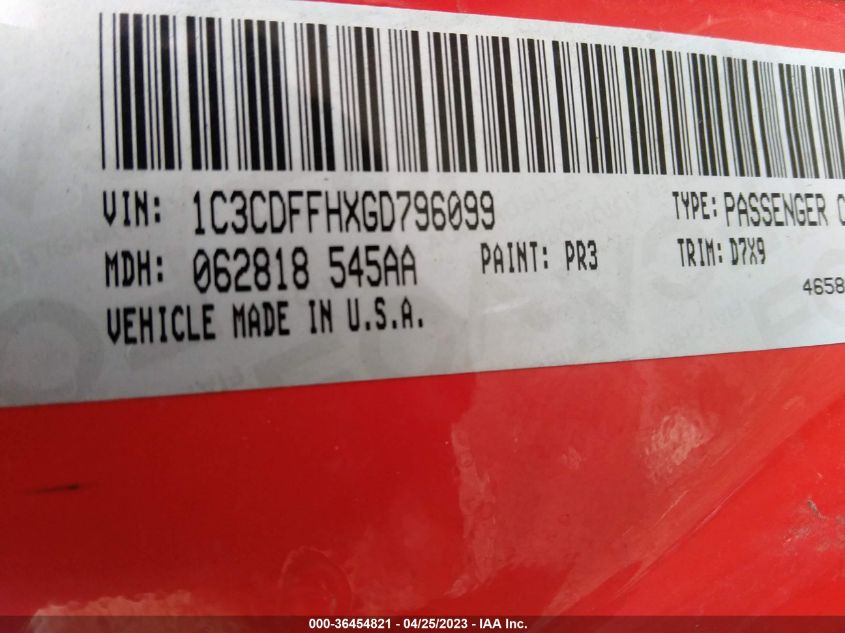 VIN: 1C3CDFFHXGD796099 TYPE: PASSENGER C
MDH: 062818 545AA PAINT: PR3 TRIM: D7X9
4658
VEHICLE MADE IN U.S.A.
000-36454821 - 04/25/2023 - IAA Inc.